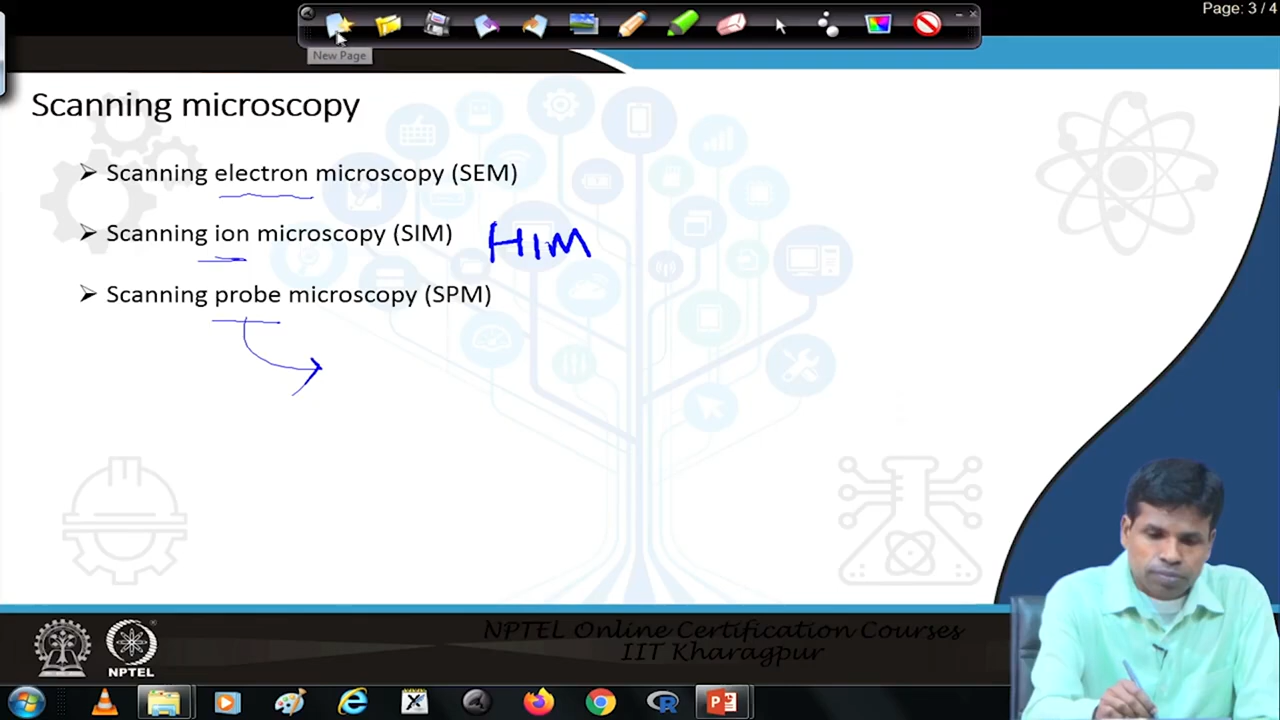 Page: 3 / 4
New Page
Scanning microscopy
➢ Scanning electron microscopy (SEM)
➢ Scanning ion microscopy (SIM) HIM
➢ Scanning probe microscopy (SPM)
NPTEL Online Certification Courses
IIT Kharagpur
NPTEL